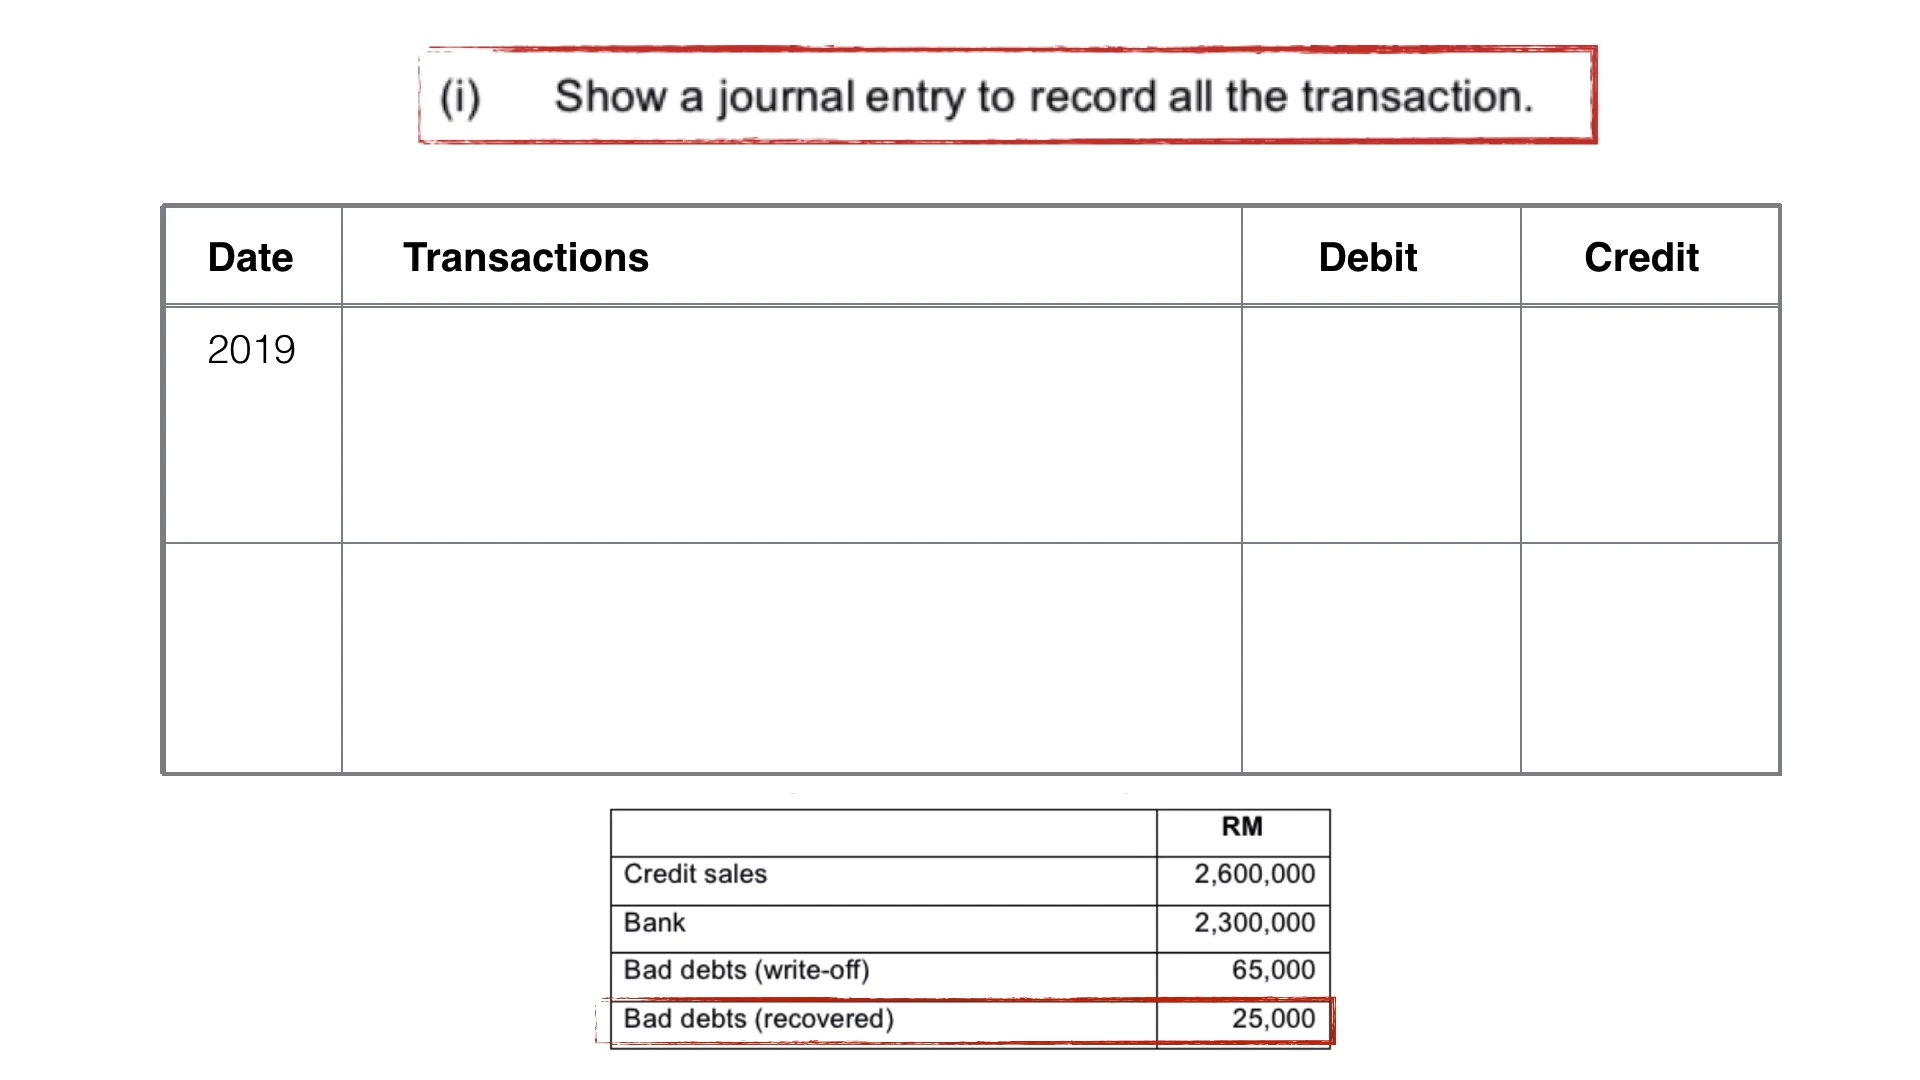 (i) Show a journal entry to record all the transaction.
Date Transactions Debit Credit
2019
RM
Credit sales 2,600,000
Bank 2,300,000
Bad debts (write-off) 65,000
Bad debts (recovered) 25,000